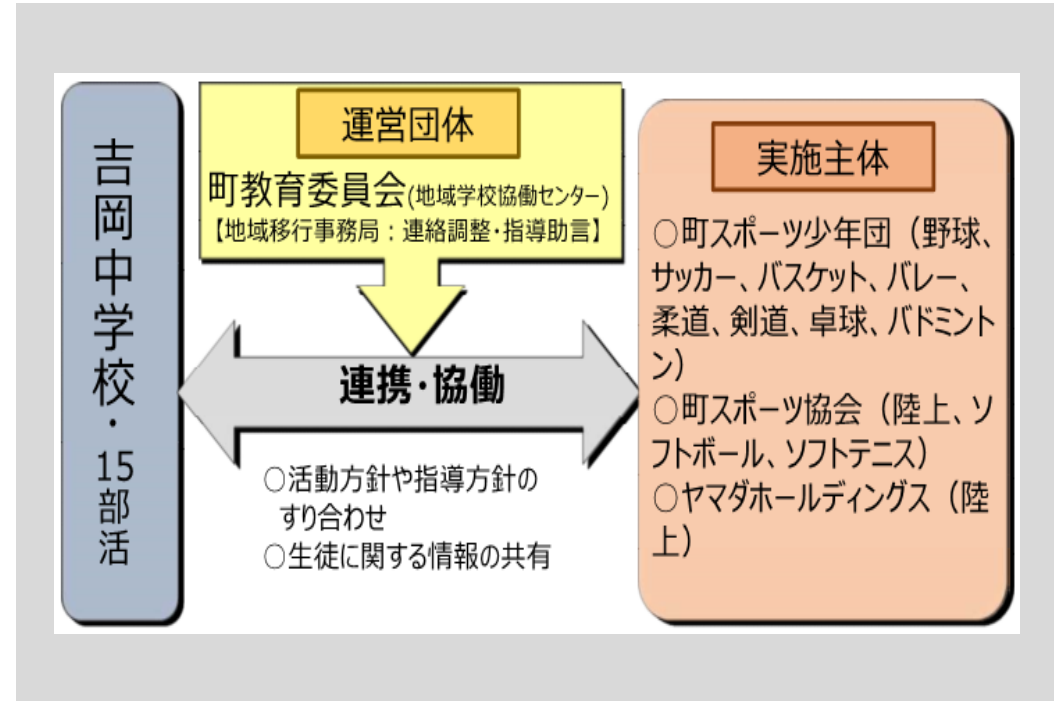 吉岡中学校・15部活
運営団体
町教育委員会(地域学校協働センター)
【地域移行事務局：連絡調整・指導助言】
連携・協働
○活動方針や指導方針の
すり合わせ
○生徒に関する情報の共有
実施主体
○町スポーツ少年団（野球、
サッカー、バスケット、バレー、
柔道、剣道、卓球、バドミント
ン）
○町スポーツ協会（陸上、ソ
フトボール、ソフトテニス）
○ヤマダホールディングス（陸
上）